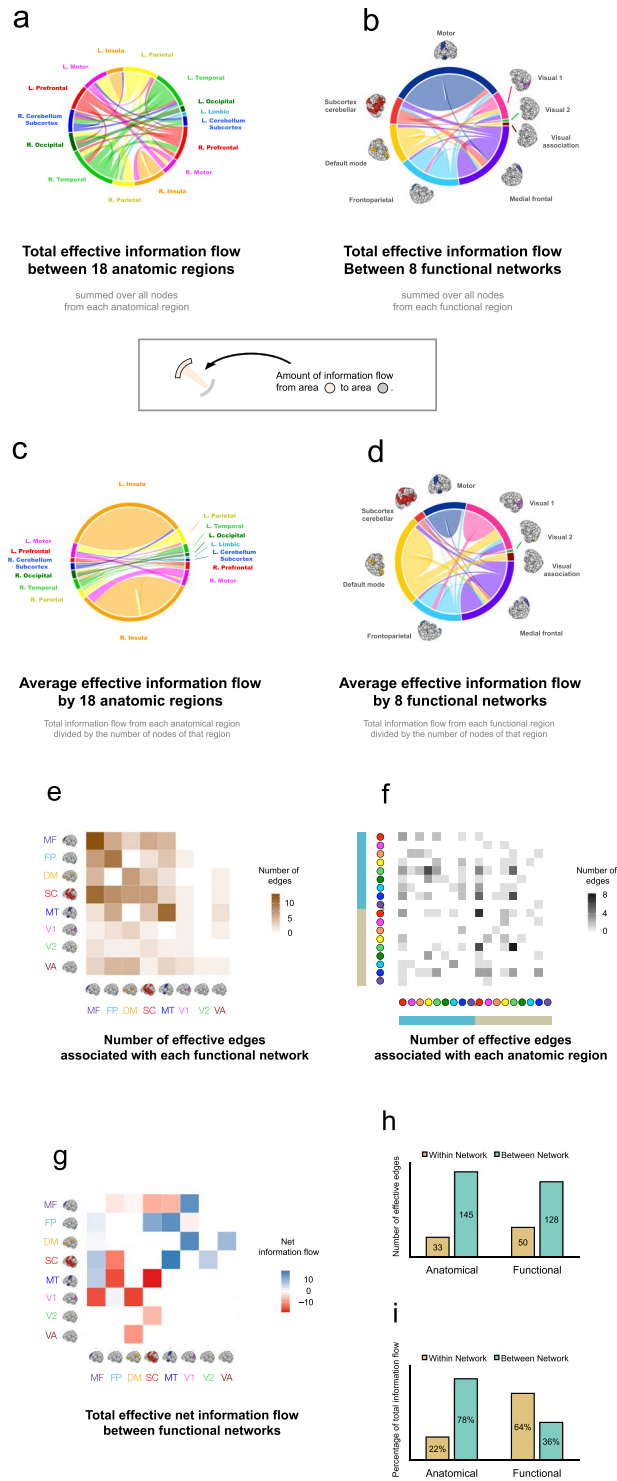 a
L. Insula
L. Parietal
L. Motor
L. Temporal
L. Prefrontal
L. Occipital
L. Limbic
R. Cerebellum
Subcortex
L. Cerebellum
Subcortex
R. Occipital
R. Prefrontal
R. Temporal
R. Motor
R. Insula
R. Parietal
Total effective information flow
between 18 anatomic regions
summed over all nodes
from each anatomical region
b
Motor
Visual 1
Subcortex
cerebellar
Visual 2
Visual
association
Default mode
Frontoparietal
Medial frontal
Total effective information flow
Between 8 functional networks
summed over all nodes
from each functional region
Amount of information flow
from area to area .
c
L. Insula
L. Parietal
L. Temporal
L. Occipital
L. Limbic
L. Cerebellum
Subcortex
L. Motor
L. Prefrontal
R. Cerebellum
Subcortex
R. Occipital
R. Temporal
R. Parietal
R. Prefrontal
R. Motor
R. Insula
Average effective information flow
by 18 anatomic regions
Total information flow from each anatomical region
divided by the number of nodes of that region
d
Motor
Subcortex
cerebellar
Visual 1
Visual 2
Visual
association
Default mode
Frontoparietal
Medial frontal
Average effective information flow
by 8 functional networks
Total information flow from each functional region
divided by the number of nodes of that region
e
MF
FP
DM
SC
MT
V1
V2
VA
MF FP DM SC MT V1 V2 VA
Number of
edges
10
5
0
Number of effective edges
associated with each functional network
f
Number of
edges
8
4
0
Number of effective edges
associated with each anatomic region
g
MF
FP
DM
SC
MT
V1
V2
VA
MF FP DM SC MT V1 V2 VA
Net
information flow
10
0
−10
Total effective net information flow
between functional networks
h
Within Network Between Network
Number of effective edges
33 145 50 128
Anatomical Functional
i
Within Network Between Network
Percentage of total information flow
22% 78% 64% 36%
Anatomical Functional